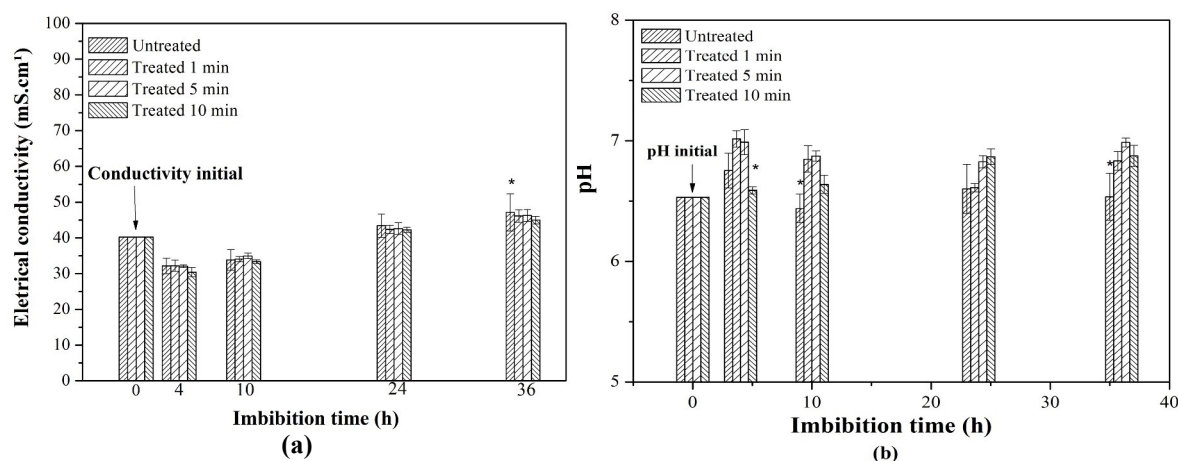 (a)
100
90
80
70
60
50
40
30
20
10
0
Eletrical conductivity (mS.cm¹)
Untreated
Treated 1 min
Treated 5 min
Treated 10 min
Conductivity initial
*
0
4
10
24
36
Imbibition time (h)
(a)
(b)
8
7
6
5
pH
Untreated
Treated 1 min
Treated 5 min
Treated 10 min
pH initial
*
*
*
0
10
20
30
40
Imbibition time (h)
(b)